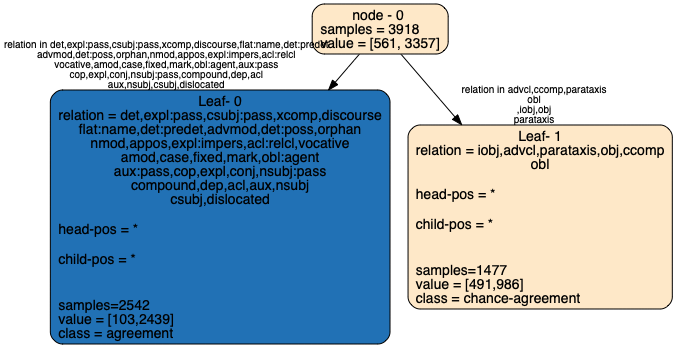 node - 0
samples = 3918
value = [561, 3357]
relation in det,expl:pass,csubj:pass,xcomp,discourse,flat:name,det:predet
advmod,det:poss,orphan,nmod,appos,expl:impers,acl:relcl
vocative,amod,case,fixed,mark,obl:agent,aux:pass
cop,expl,conj,nsubj:pass,compound,dep,acl
aux,nsubj,csubj,dislocated
relation in advcl,ccomp,parataxis
obl
,iobj,obj
parataxis
Leaf- 0
relation = det,expl:pass,csubj:pass,xcomp,discourse
flat:name,det:predet,advmod,det:poss,orphan
nmod,appos,expl:impers,acl:relcl,vocative
amod,case,fixed,mark,obl:agent
aux:pass,cop,expl,conj,nsubj:pass
compound,dep,acl,aux,nsubj
csubj,dislocated
head-pos = *
child-pos = *
samples=2542
value = [103,2439]
class = agreement
Leaf- 1
relation = iobj,advcl,parataxis,obj,ccomp
obl
head-pos = *
child-pos = *
samples=1477
value = [491,986]
class = chance-agreement